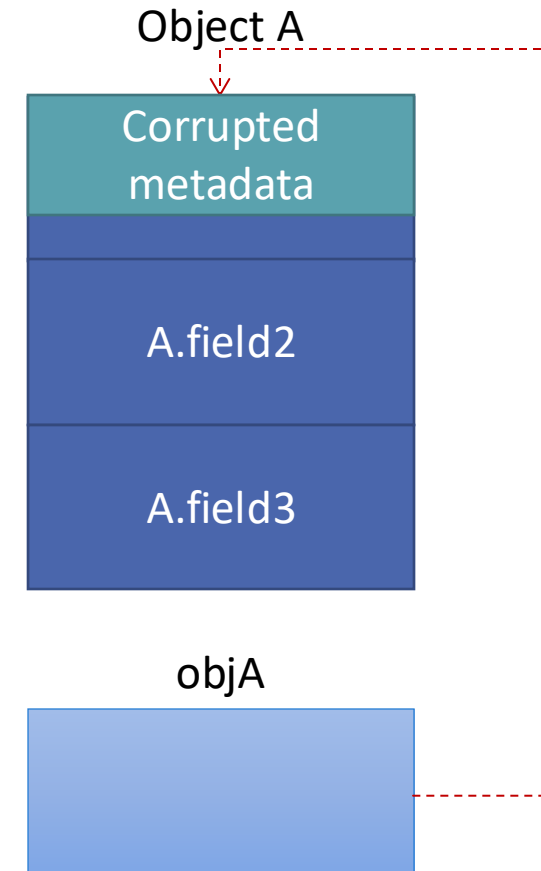 Object A
Corrupted
metadata
A.field2
A.field3
objA